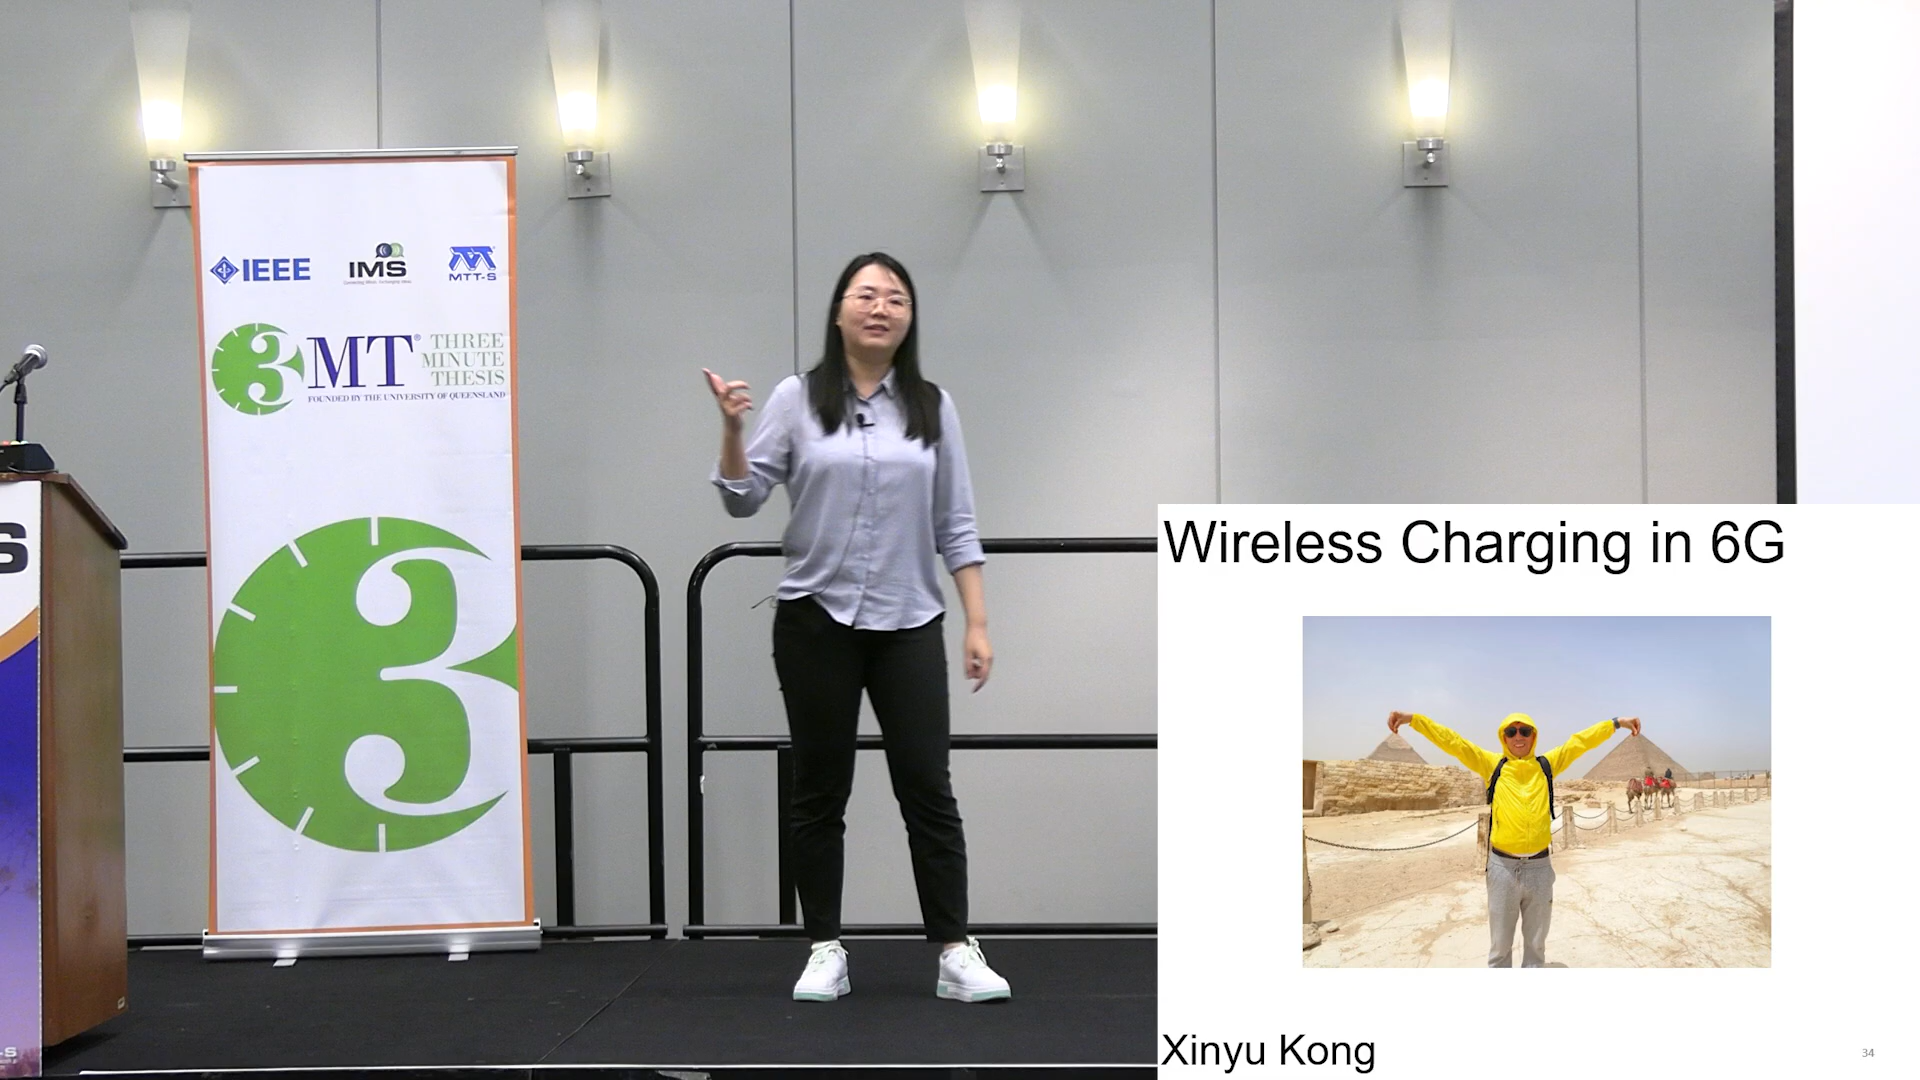 IEEE
IMS
MTT-S
3MT® THREE
MINUTE
THESIS
FOUNDED BY THE UNIVERSITY OF QUEENSLAND
3
S
-S
Wireless Charging in 6G
Xinyu Kong
34